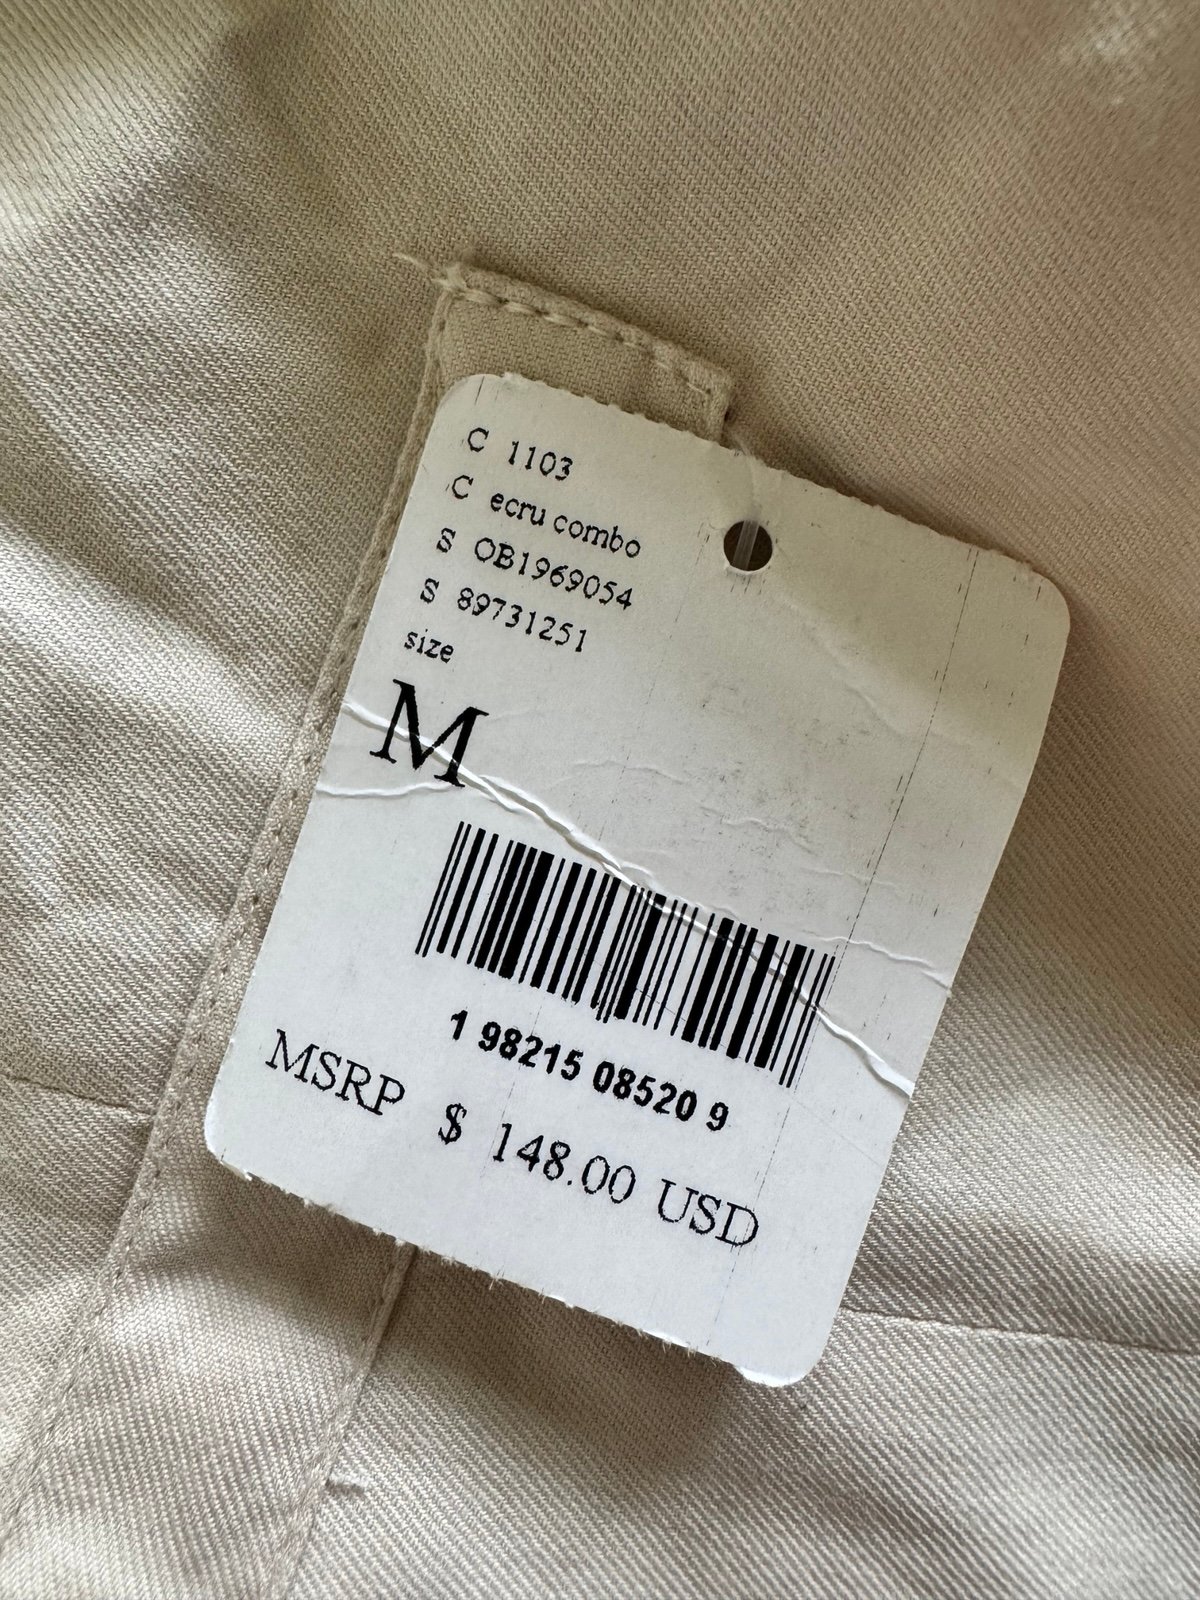 C 1103
C ecru combo
S OB1969054
S 89731251
size
M
1 98215 08520 9
MSRP $ 148.00 USD